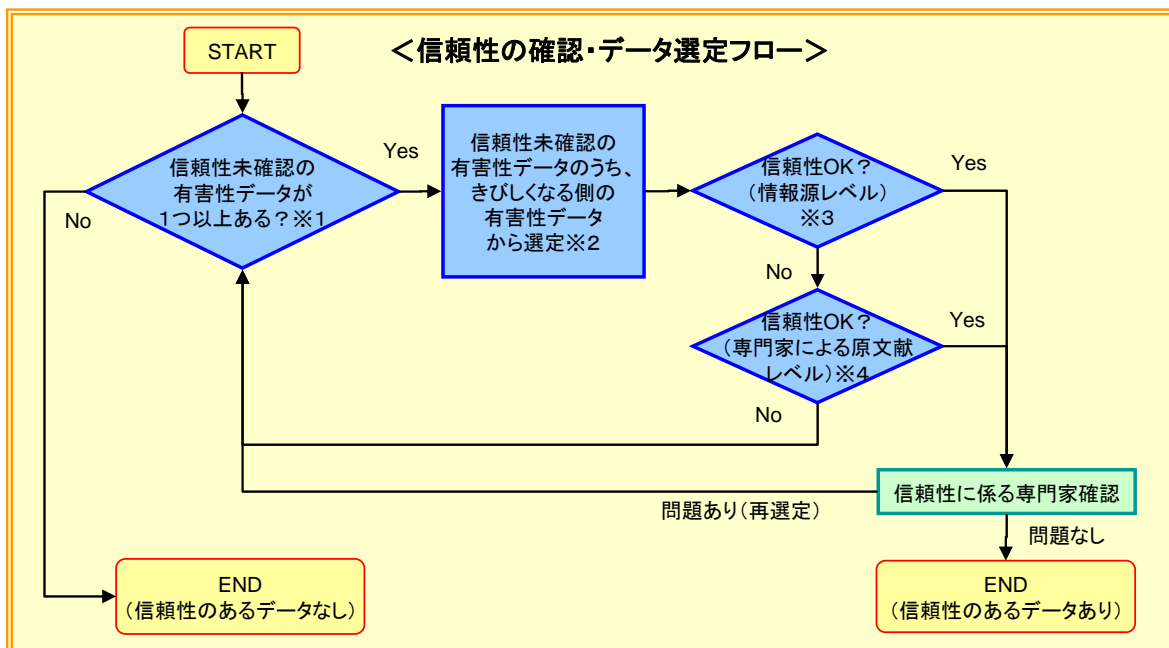 START
＜信頼性の確認・データ選定フロー＞
信頼性未確認の
有害性データが
１つ以上ある？※１
Yes
No
信頼性未確認の
有害性データのうち、
きびしくなる側の
有害性データ
から選定※２
信頼性OK？
（情報源レベル）
※３
Yes
No
信頼性OK？
（専門家による原文献
レベル）※４
Yes
No
信頼性に係る専門家確認
問題あり（再選定）
問題なし
END
（信頼性のあるデータなし）
END
（信頼性のあるデータあり）